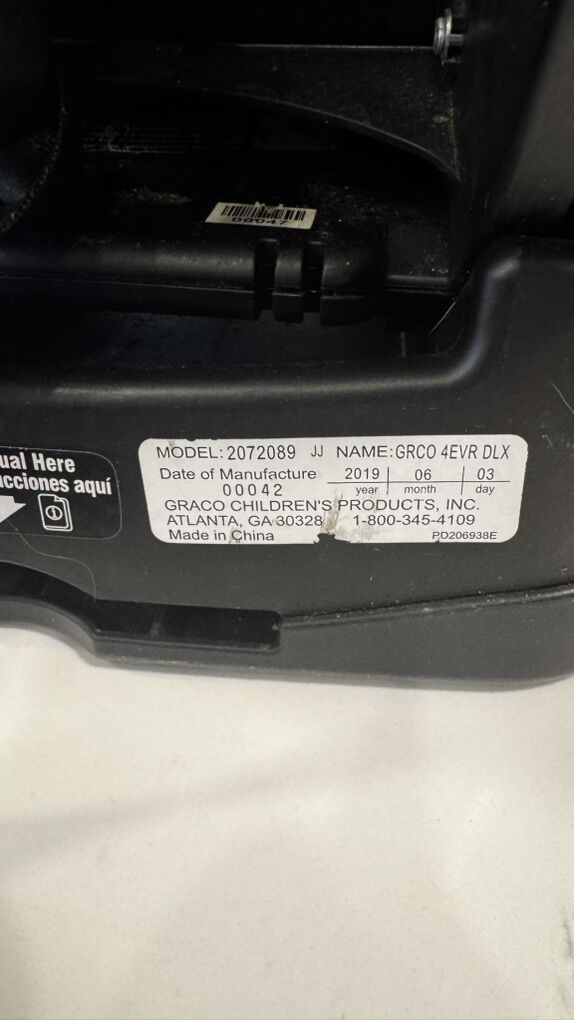 00047
ual Here
cciones aquí
MODEL: 2072089 JJ NAME: GRCO 4EVR DLX
Date of Manufacture 2019 06 03
00042 year month day
GRACO CHILDREN'S PRODUCTS, INC.
ATLANTA, GA 30328 1-800-345-4109
Made in China PD206938E